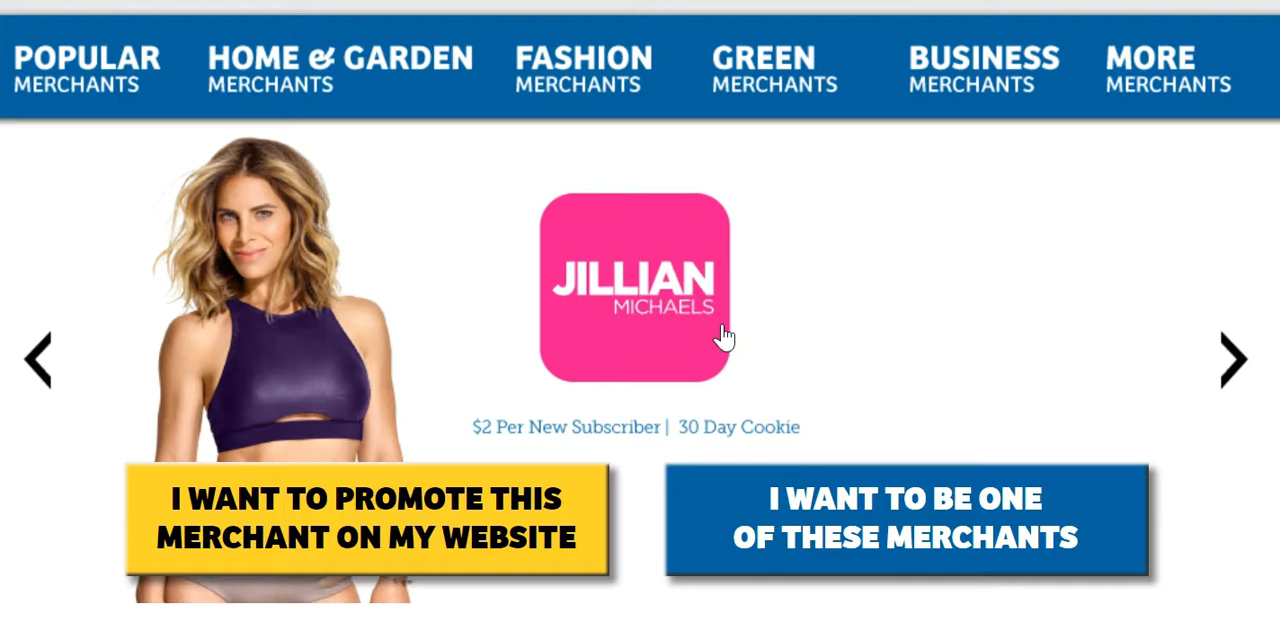 POPULAR
MERCHANTS
HOME & GARDEN
MERCHANTS
FASHION
MERCHANTS
GREEN
MERCHANTS
BUSINESS
MERCHANTS
MORE
MERCHANTS
JILLIAN
MICHAELS
$2 Per New Subscriber | 30 Day Cookie
I WANT TO PROMOTE THIS
MERCHANT ON MY WEBSITE
I WANT TO BE ONE
OF THESE MERCHANTS